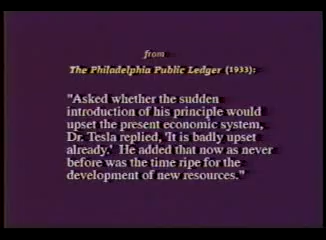 from
The Philadelphia Public Ledger (1933):
"Asked whether the sudden
introduction of his principle would
upset the present economic system,
Dr. Tesla replied, 'It is badly upset
already.' He added that now as never
before was the time ripe for the
development of new resources."